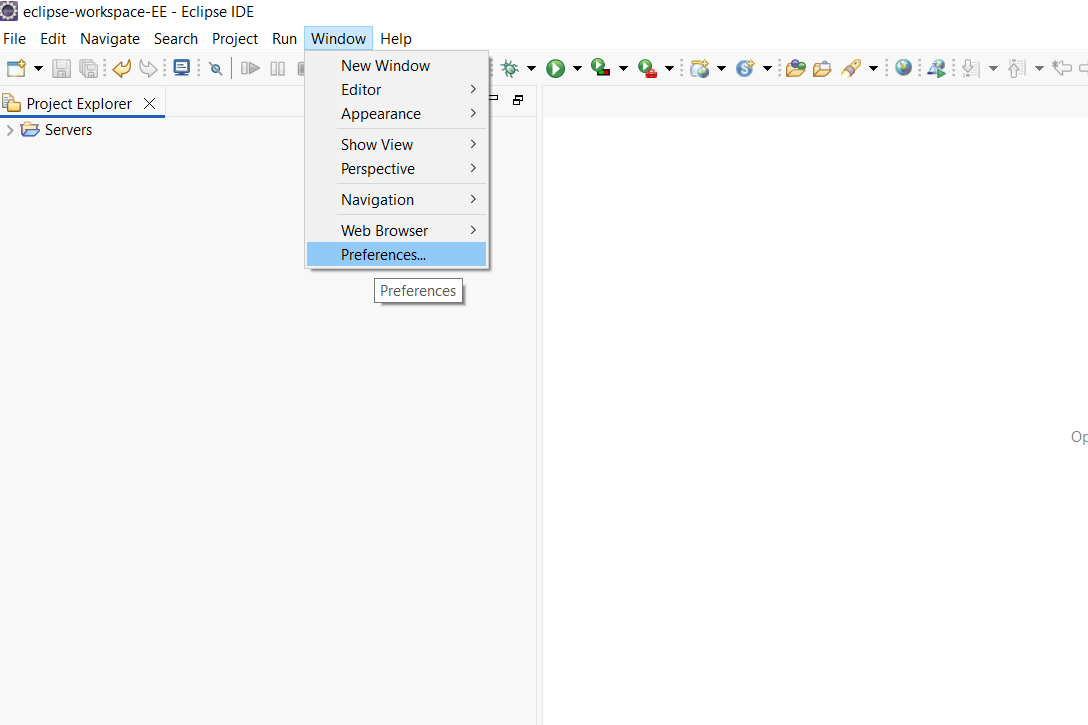 eclipse-workspace-EE - Eclipse IDE
File Edit Navigate Search Project Run Window Help
New Window
Editor
Appearance
Show View
Perspective
Navigation
Web Browser
Preferences...
Preferences
Project Explorer
Servers
Op